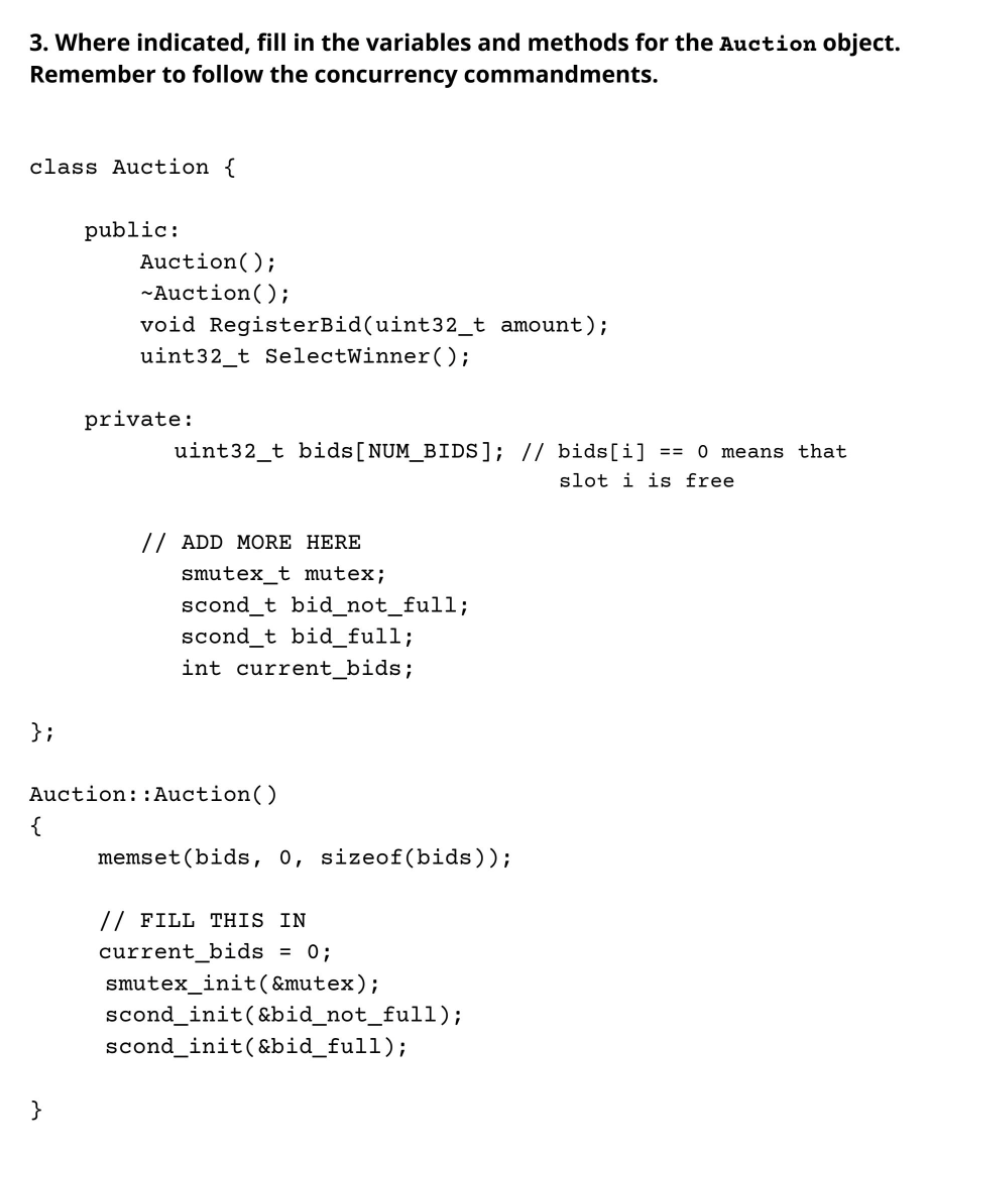 3. Where indicated, fill in the variables and methods for the Auction object.
Remember to follow the concurrency commandments.
class Auction {
public:
Auction();
~Auction();
void RegisterBid(uint32_t amount);
uint32_t SelectWinner();
private:
uint32_t bids[NUM_BIDS]; // bids[i] == 0 means that
slot i is free
// ADD MORE HERE
smutex_t mutex;
scond_t bid_not_full;
scond_t bid_full;
int current_bids;
};
Auction::Auction()
{
memset(bids, 0, sizeof(bids));
// FILL THIS IN
current_bids = 0;
smutex_init(&mutex);
scond_init(&bid_not_full);
scond_init(&bid_full);
}